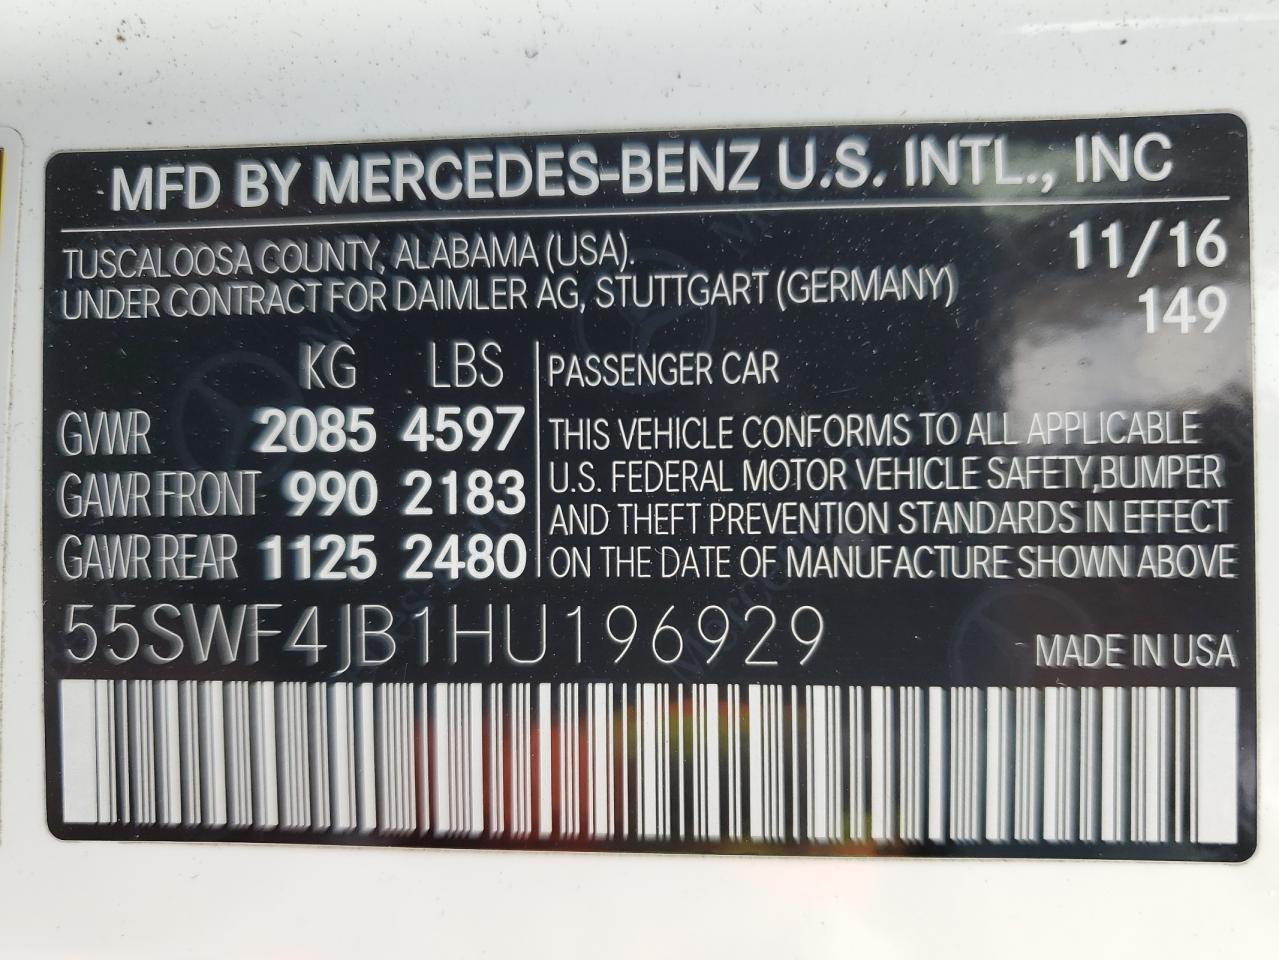 MFD BY MERCEDES-BENZ U.S. INTL., INC
TUSCALOOSA COUNTY, ALABAMA (USA). 11/16
UNDER CONTRACT FOR DAIMLER AG, STUTTGART (GERMANY) 149
KG LBS
GVWR 2085 4597
GAWR FRONT 990 2183
GAWR REAR 1125 2480
PASSENGER CAR
THIS VEHICLE CONFORMS TO ALL APPLICABLE
U.S. FEDERAL MOTOR VEHICLE SAFETY, BUMPER
AND THEFT PREVENTION STANDARDS IN EFFECT
ON THE DATE OF MANUFACTURE SHOWN ABOVE
55SWF4JB1HU196929 MADE IN USA